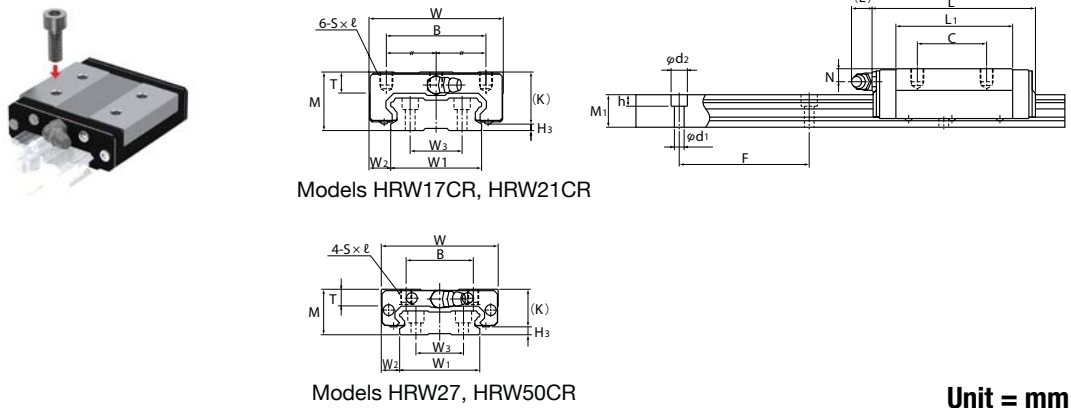 W
6-S×ℓ
B
T
M
(K)
H3
W3
W2
W1
Models HRW17CR, HRW21CR
L
L1
C
N
φd2
h
M1
φd1
F
W
4-S×ℓ
B
T
M
(K)
H3
W3
W2
W1
Models HRW27, HRW50CR
Unit = mm